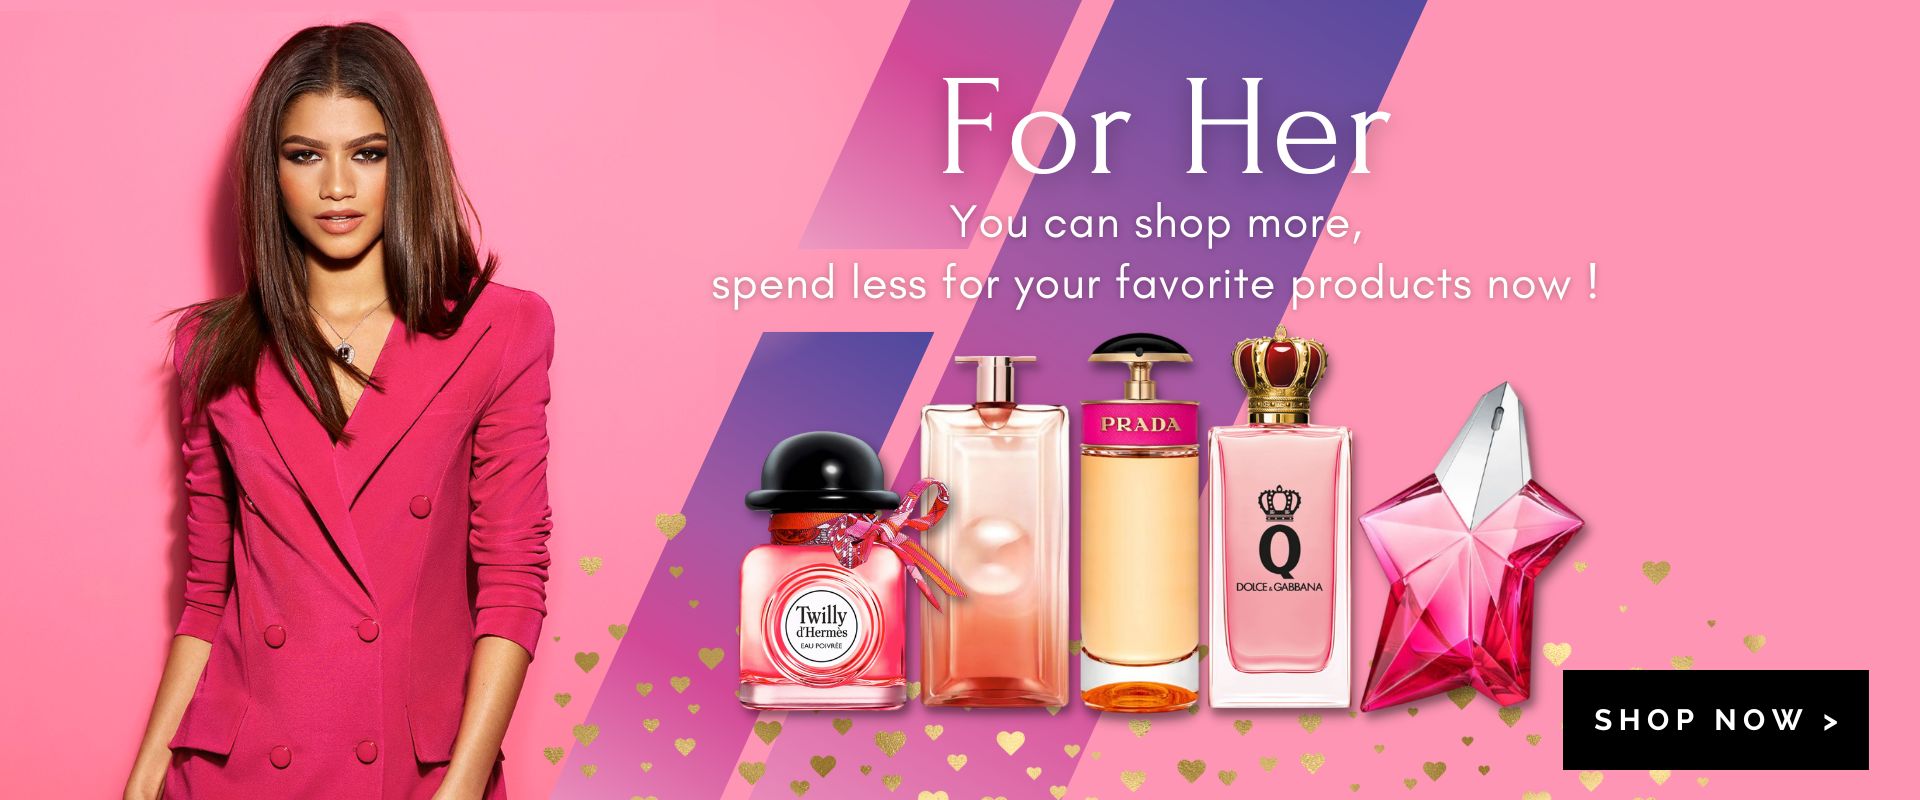 For Her
You can shop more,
spend less for your favorite products now !
PRADA
Q
DOLCE & GABBANA
Twilly
d'Hermès
EAU POIVRÉE
SHOP NOW >